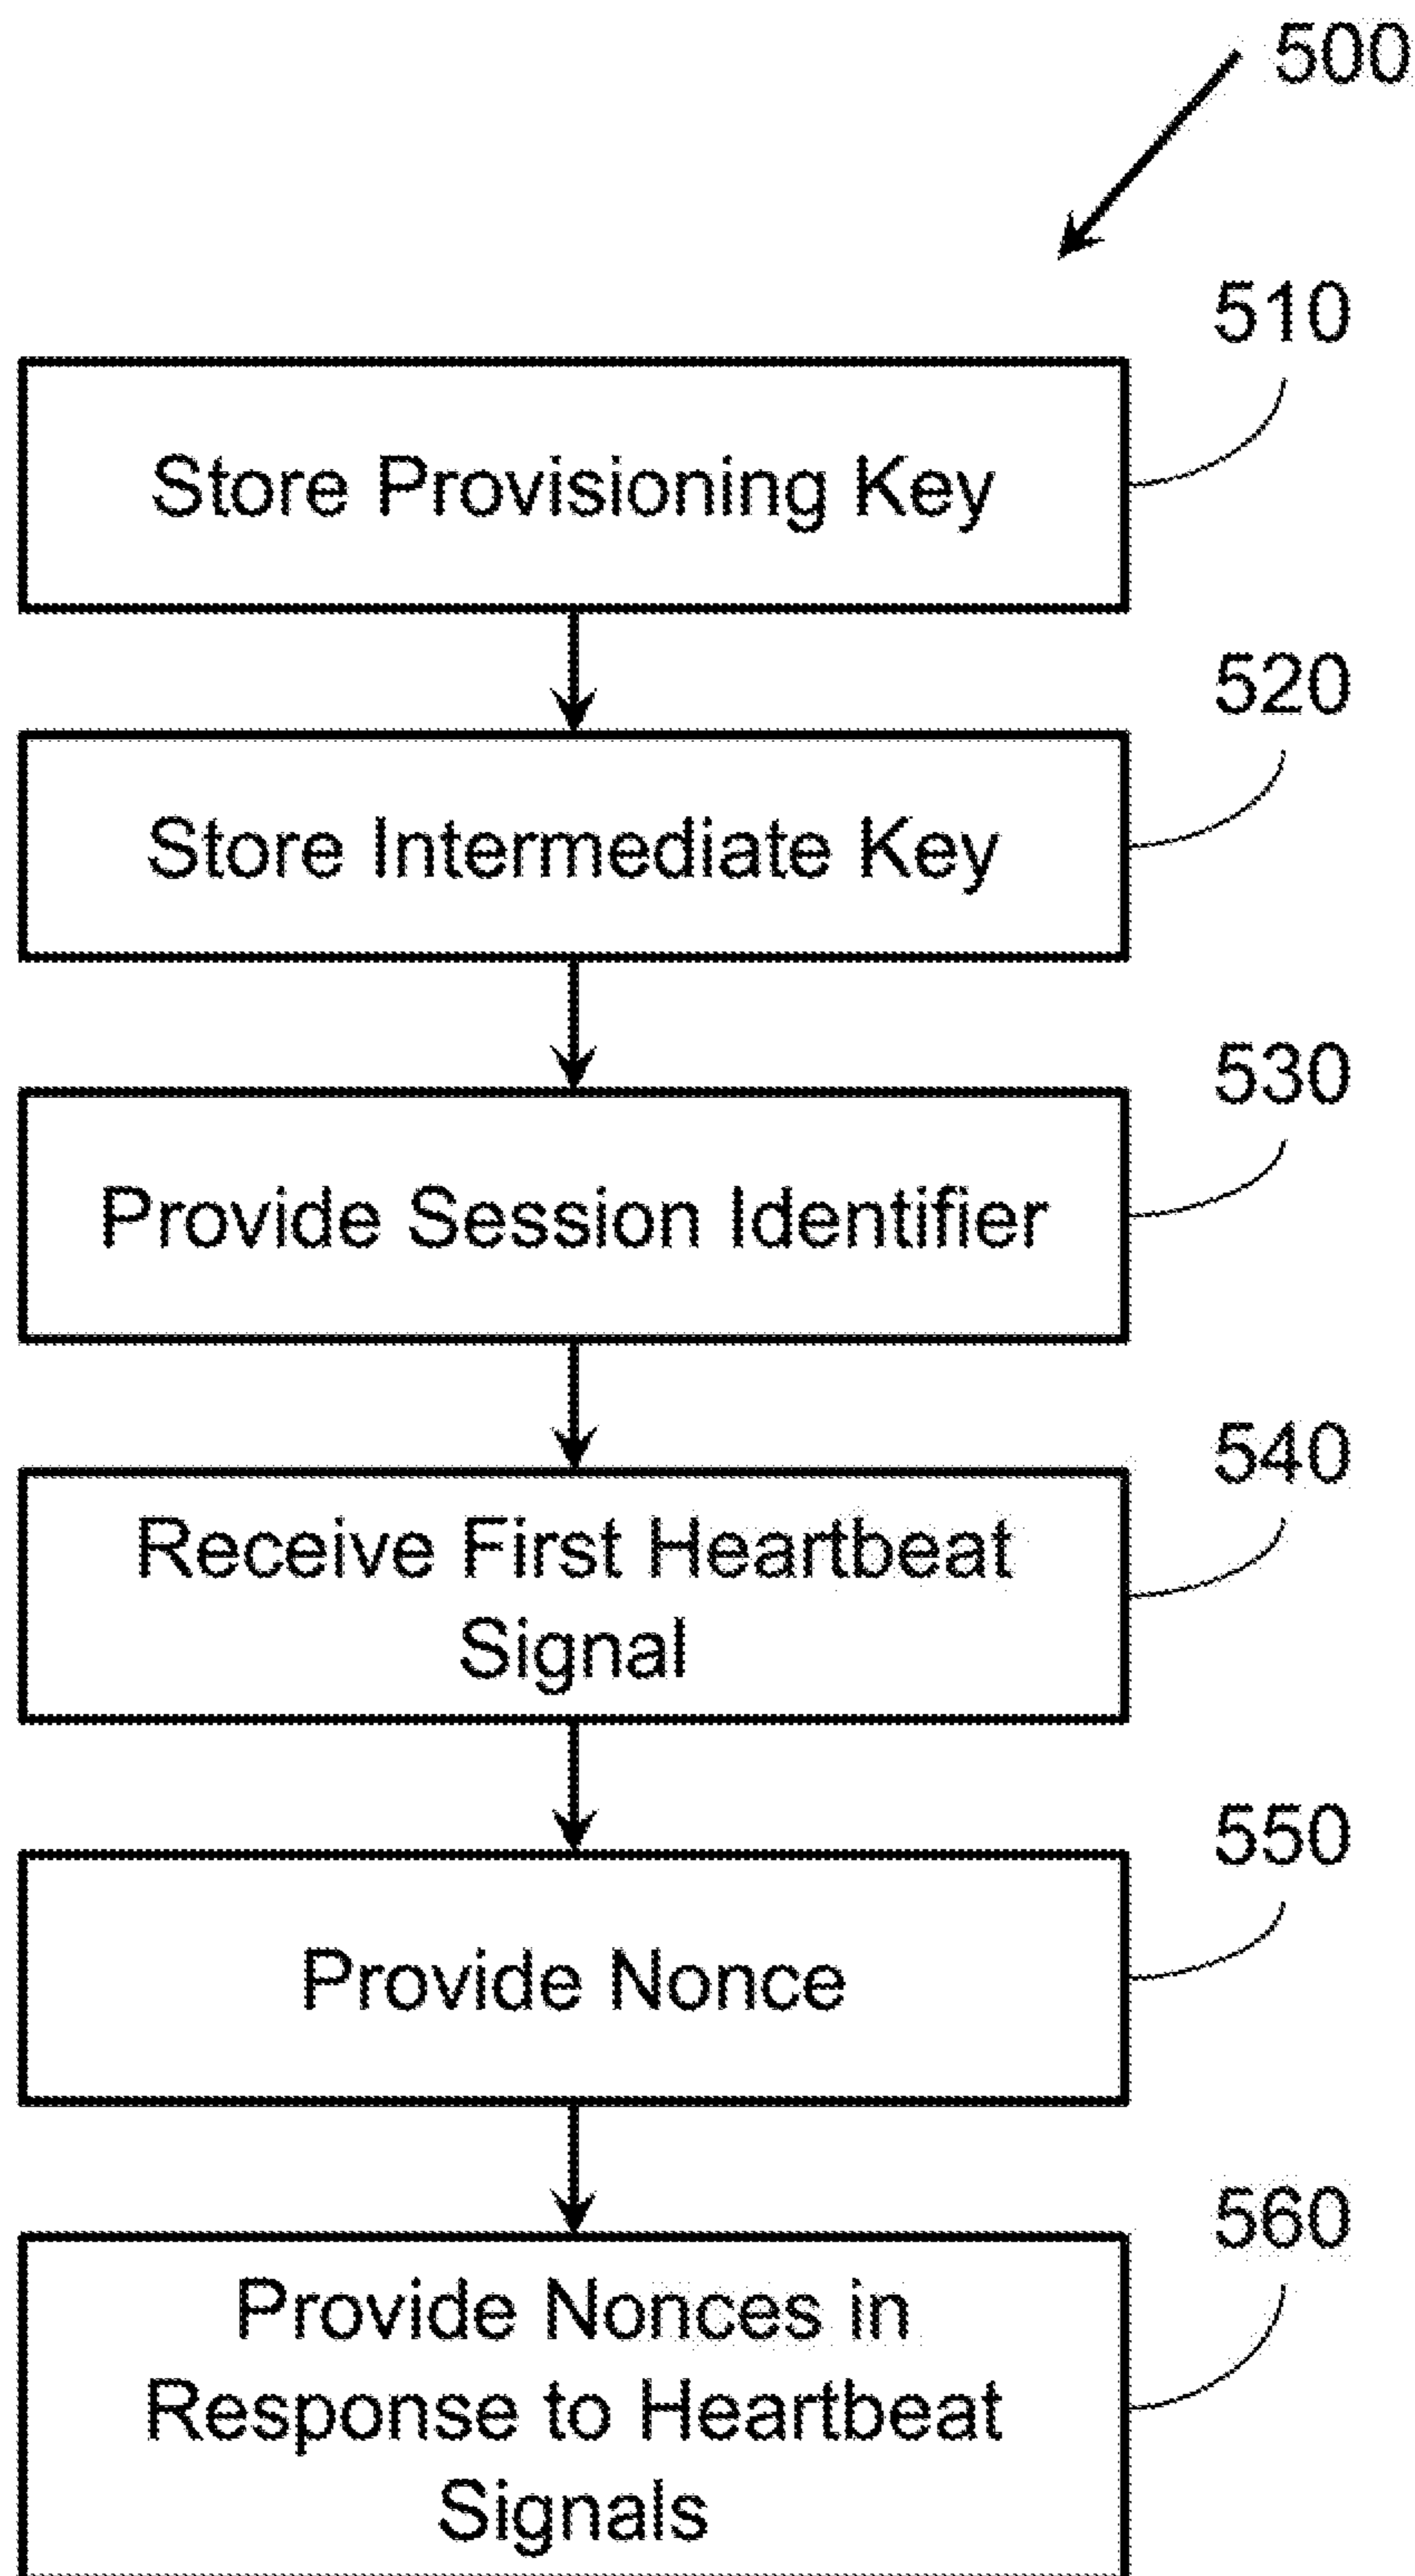 500
510
Store Provisioning Key
520
Store Intermediate Key
530
Provide Session Identifier
540
Receive First Heartbeat
Signal
550
Provide Nonce
560
Provide Nonces in
Response to Heartbeat
Signals